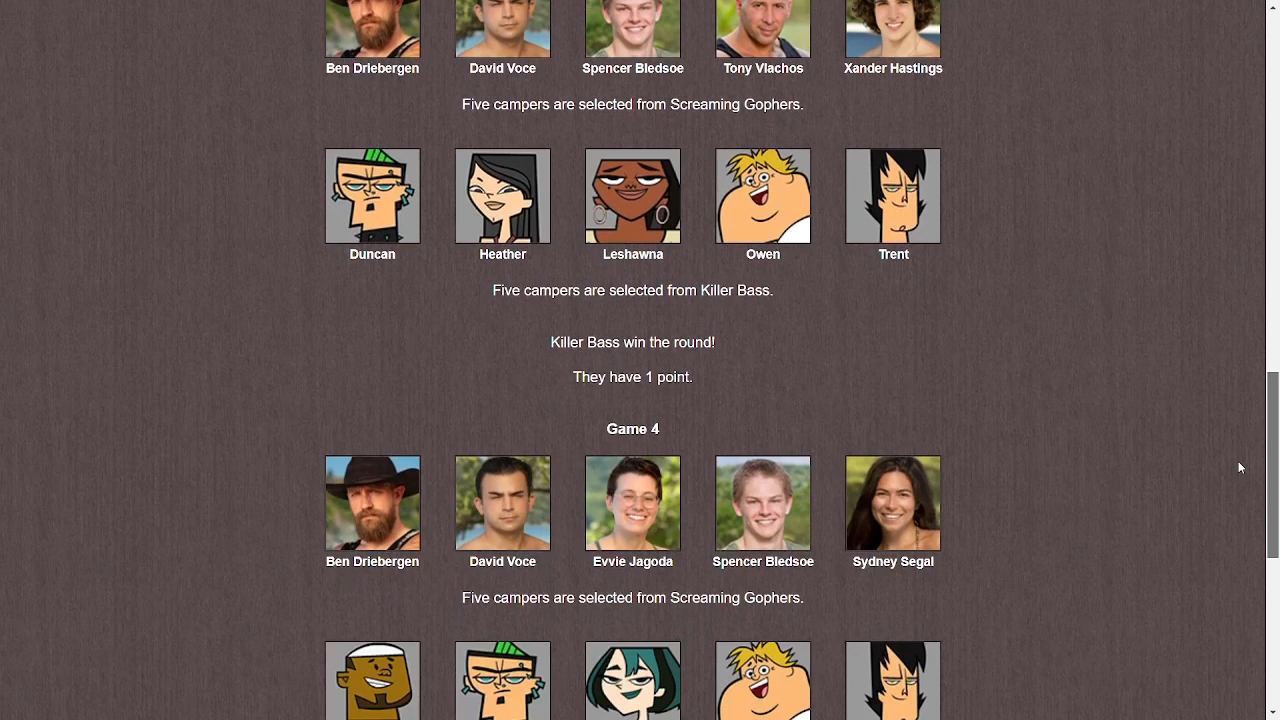 Ben Driebergen David Voce Spencer Bledsoe Tony Vlachos Xander Hastings
Five campers are selected from Screaming Gophers.
Duncan Heather Leshawna Owen Trent
Five campers are selected from Killer Bass.
Killer Bass win the round!
They have 1 point.
Game 4
Ben Driebergen David Voce Evvie Jagoda Spencer Bledsoe Sydney Segal
Five campers are selected from Screaming Gophers.